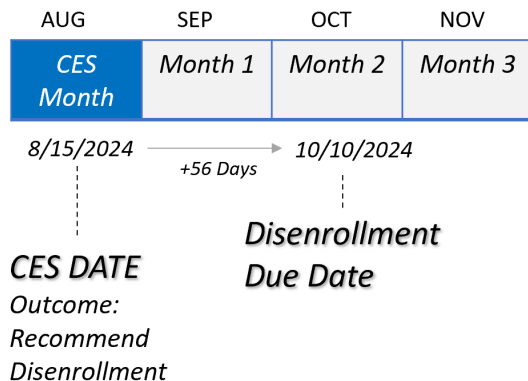 AUG SEP OCT NOV
CES Month 1 Month 2 Month 3
Month
8/15/2024 10/10/2024
+56 Days
Disenrollment
Due Date
CES DATE
Outcome:
Recommend
Disenrollment